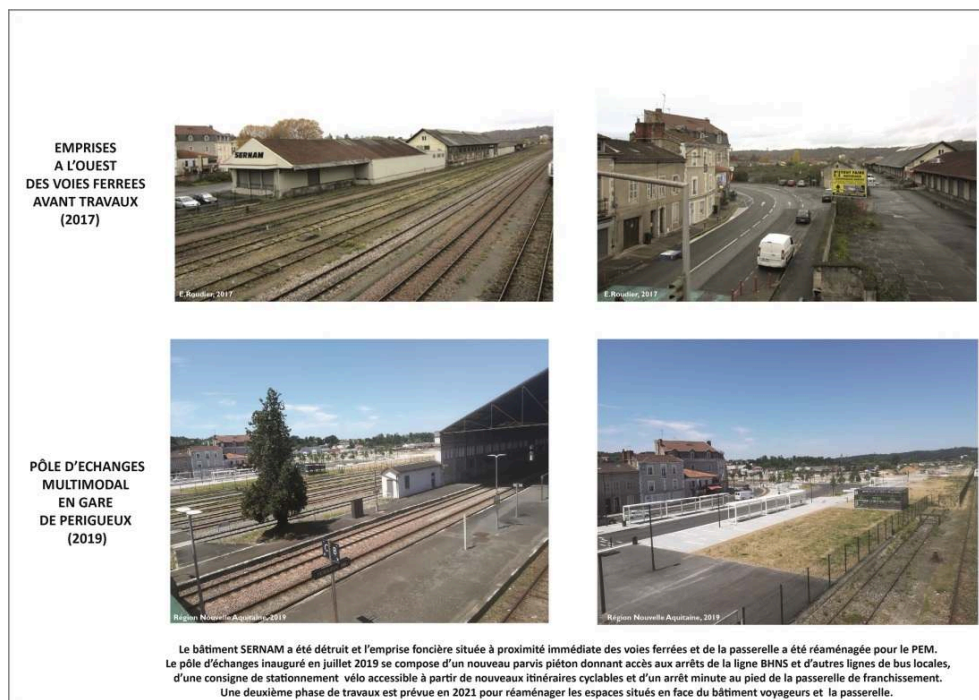 EMPRISES
A L'OUEST
DES VOIES FERREES
AVANT TRAVAUX
(2017)
SERNAM
E.Roudier, 2017
TOUT FAIRE
E.Roudier, 2017
PÔLE D'ECHANGES
MULTIMODAL
EN GARE
DE PERIGUEUX
(2019)
Région Nouvelle Aquitaine, 2019
Région Nouvelle Aquitaine, 2019
Le bâtiment SERNAM a été détruit et l'emprise foncière située à proximité immédiate des voies ferrées et de la passerelle a été réaménagée pour le PEM.
Le pôle d'échanges inauguré en juillet 2019 se compose d'un nouveau parvis piéton donnant accès aux arrêts de la ligne BHNS et d'autres lignes de bus locales,
d'une consigne de stationnement vélo accessible à partir de nouveaux itinéraires cyclables et d'un arrêt minute au pied de la passerelle de franchissement.
Une deuxième phase de travaux est prévue en 2021 pour réaménager les espaces situés en face du bâtiment voyageurs et la passerelle.